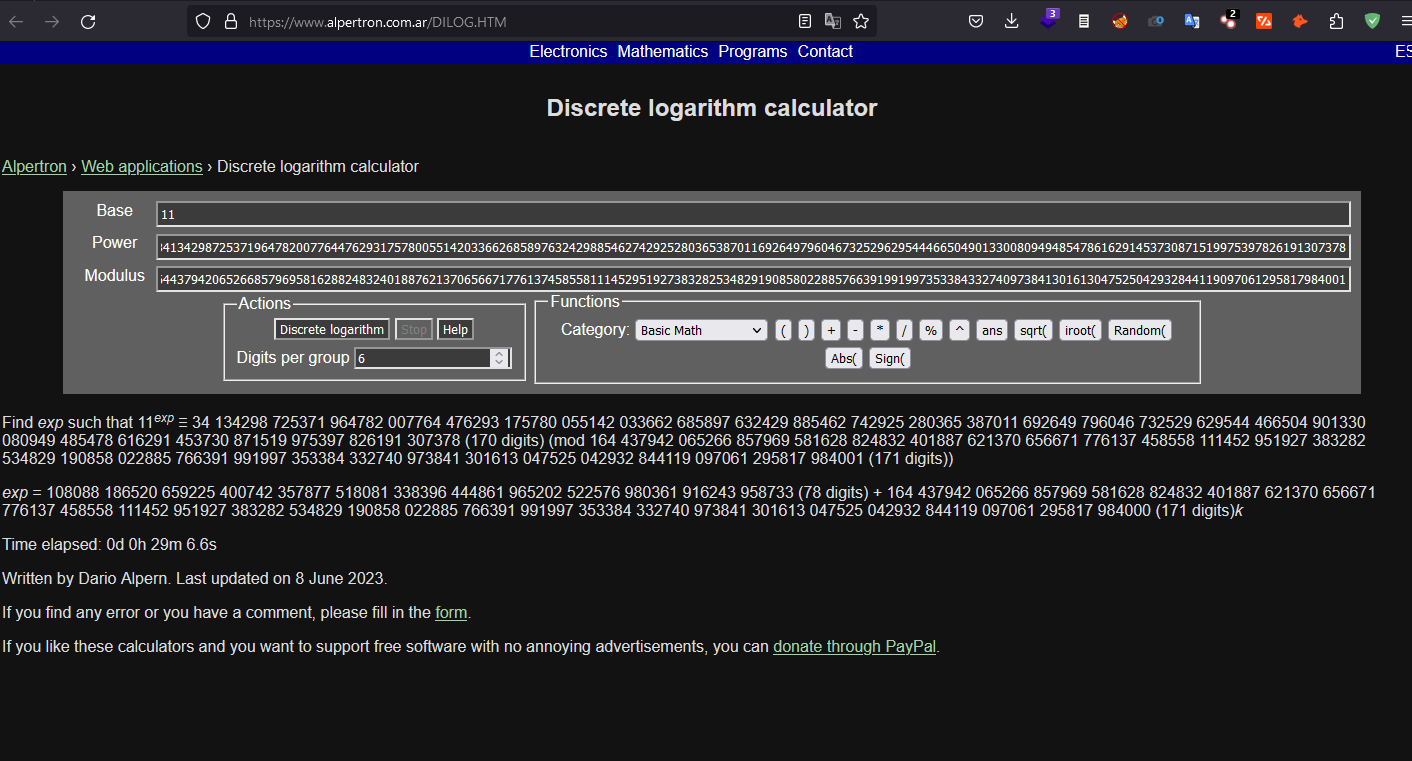 https://www.alpertron.com.ar/DILOG.HTM
3
2
Electronics Mathematics Programs Contact ES
Discrete logarithm calculator
Alpertron › Web applications › Discrete logarithm calculator
Base 11
Power 34134298725371964782007764476293175780055142033662685897632429885462742925280365387011692649796046732529629544466504901330080949485478616291453730871519975397826191307378
Modulus 6443794206526685796958162882483240188762137065667177613745855811145295192738328253482919085802288576639199199735338433274097384130161304752504293284411909706129581798400​1
Actions
Functions
Discrete logarithm Stop Help
Category: Basic Math ( ) + - * / % ^ ans sqrt( iroot( Random(
Digits per group 6
Abs( Sign(
Find exp such that 11^exp ≡ 34 134298 725371 964782 007764 476293 175780 055142 033662 685897 632429 885462 742925 280365 387011 692649 796046 732529 629544 466504 901330
080949 485478 616291 453730 871519 975397 826191 307378 (170 digits) (mod 164 437942 065266 857969 581628 824832 401887 621370 656671 776137 458558 111452 951927 383282
534829 190858 022885 766391 991997 353384 332740 973841 301613 047525 042932 844119 097061 295817 984001 (171 digits))
exp = 108088 186520 659225 400742 357877 518081 338396 444861 965202 522576 980361 916243 958733 (78 digits) + 164 437942 065266 857969 581628 824832 401887 621370 656671
776137 458558 111452 951927 383282 534829 190858 022885 766391 991997 353384 332740 973841 301613 047525 042932 844119 097061 295817 984000 (171 digits)k
Time elapsed: 0d 0h 29m 6.6s
Written by Dario Alpern. Last updated on 8 June 2023.
If you find any error or you have a comment, please fill in the form.
If you like these calculators and you want to support free software with no annoying advertisements, you can donate through PayPal.